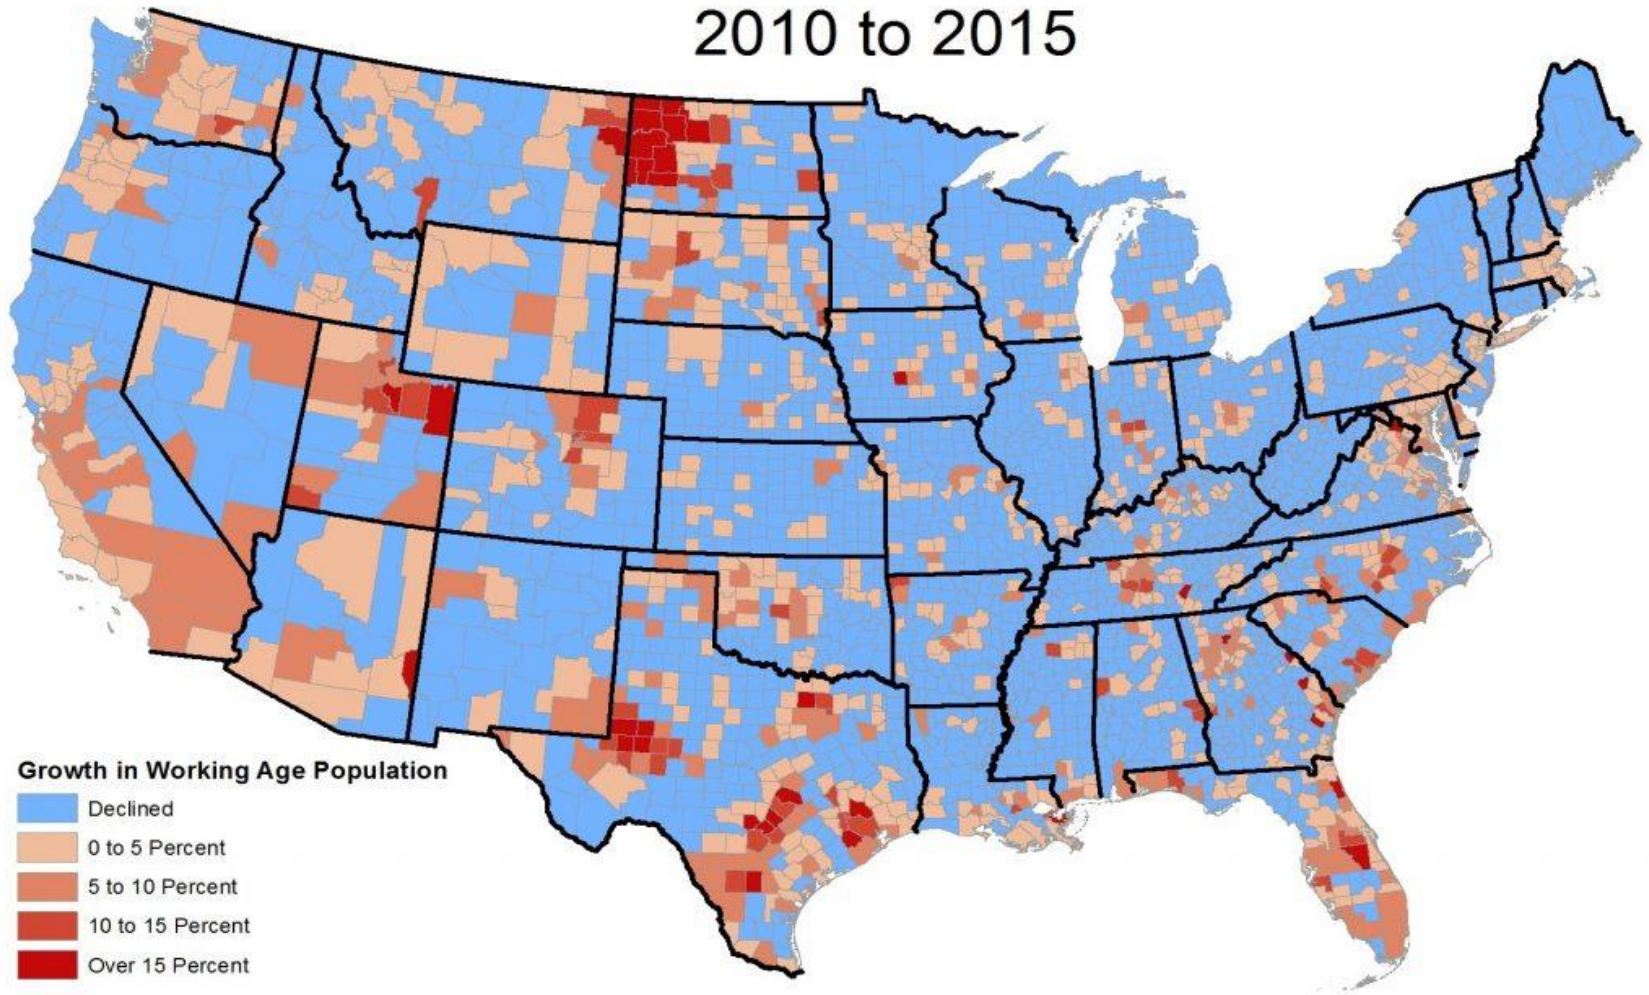 2010 to 2015
Growth in Working Age Population
Declined
0 to 5 Percent
5 to 10 Percent
10 to 15 Percent
Over 15 Percent